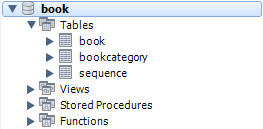 book
Tables
book
bookcategory
sequence
Views
Stored Procedures
Functions